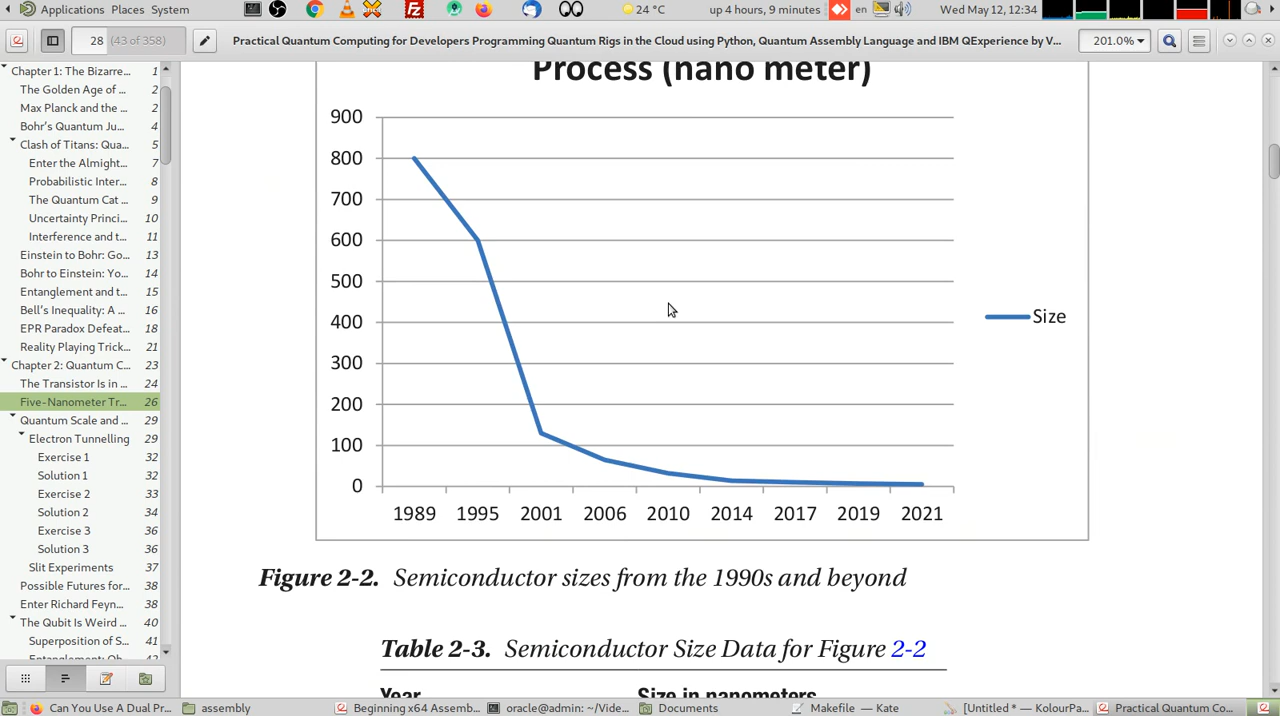 Applications Places System 24 °C up 4 hours, 9 minutes en Wed May 12, 12:34
28 (43 of 358) Practical Quantum Computing for Developers Programming Quantum Rigs in the Cloud using Python, Quantum Assembly Language and IBM QExperience by V... 201.0%
Chapter 1: The Bizarre... 1
The Golden Age of ... 2
Max Planck and the ... 2
Bohr's Quantum Ju... 4
Clash of Titans: Qua... 5
Enter the Almight... 7
Probabilistic Inter... 8
The Quantum Cat ... 9
Uncertainty Princi... 10
Interference and t... 11
Einstein to Bohr: Go... 13
Bohr to Einstein: Yo... 14
Entanglement and t... 15
Bell's Inequality: A ... 16
EPR Paradox Defeat... 18
Reality Playing Trick... 21
Chapter 2: Quantum C... 23
The Transistor Is in ... 24
Five-Nanometer Tr... 26
Quantum Scale and ... 29
Electron Tunnelling 29
Exercise 1 32
Solution 1 32
Exercise 2 33
Solution 2 34
Exercise 3 36
Solution 3 36
Slit Experiments 37
Possible Futures for... 38
Enter Richard Feyn... 38
The Qubit Is Weird ... 40
Superposition of S... 41
Entanglement: Ob... 42
Process (nano meter)
900
800
700
600
500
400
300
200
100
0
1989 1995 2001 2006 2010 2014 2017 2019 2021
Size
Figure 2-2. Semiconductor sizes from the 1990s and beyond
Table 2-3. Semiconductor Size Data for Figure 2-2
Year Size in nanometers
Can You Use A Dual Pr... assembly Beginning x64 Assemb... oracle@admin: ~/Vide... Documents Makefile — Kate [Untitled * — KolourPa... Practical Quantum Co...